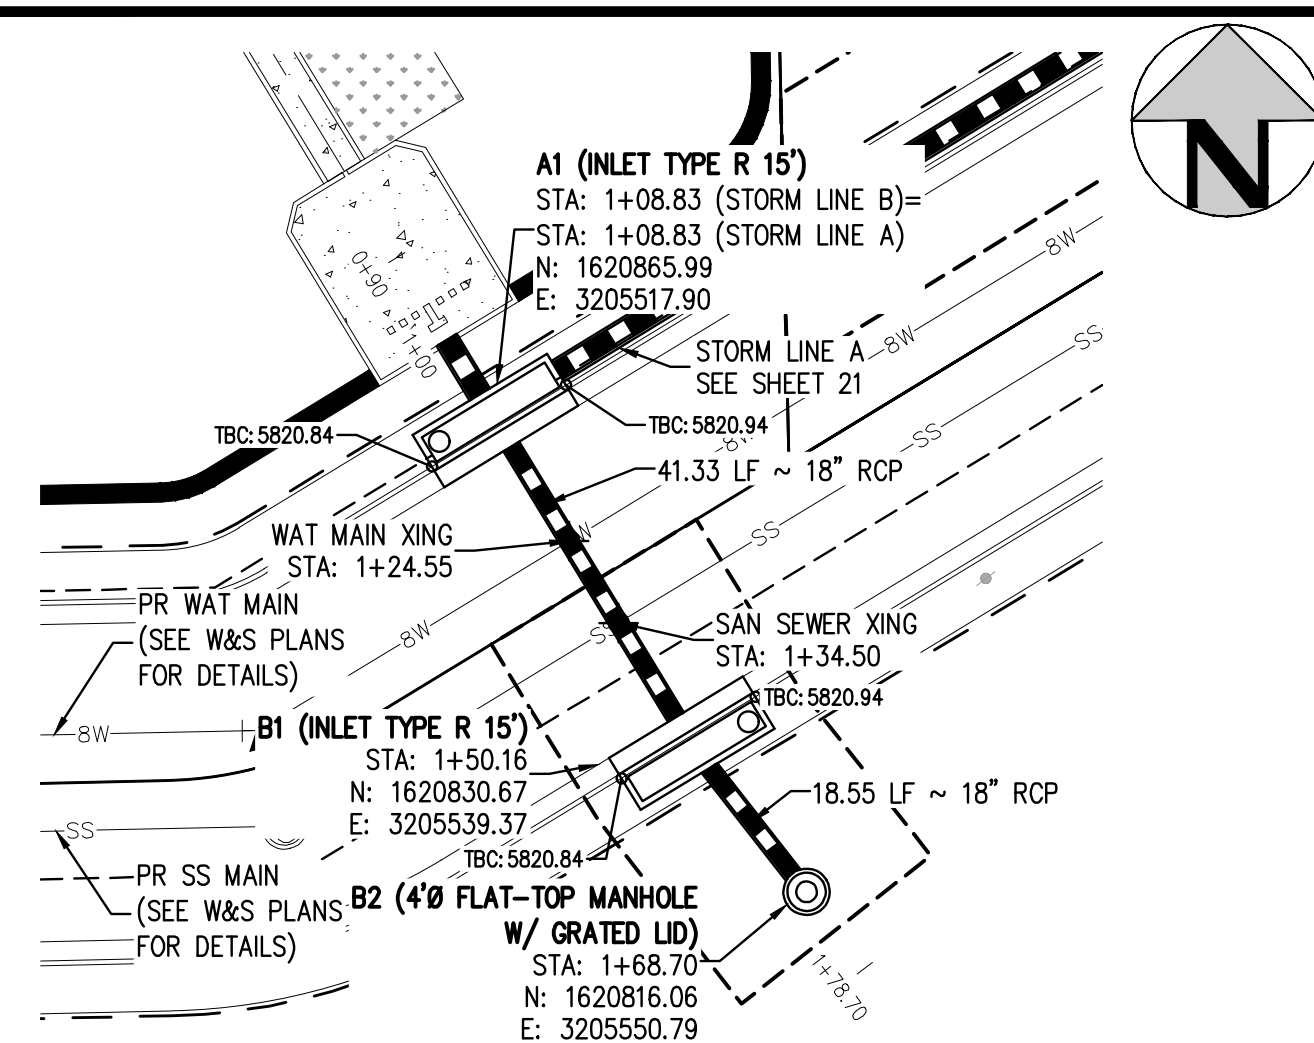 N
A1 (INLET TYPE R 15')
STA: 1+08.83 (STORM LINE B)=
STA: 1+08.83 (STORM LINE A)
N: 1620865.99
E: 3205517.90
0+90
1+00
8W
STORM LINE A
SEE SHEET 21
8W
SS
TBC: 5820.84
TBC: 5820.94
8W
SS
41.33 LF ~ 18" RCP
WAT MAIN XING
STA: 1+24.55
W
SS
PR WAT MAIN
(SEE W&S PLANS
FOR DETAILS)
8W
SS
SAN SEWER XING
STA: 1+34.50
TBC: 5820.94
8W
B1 (INLET TYPE R 15')
STA: 1+50.16
N: 1620830.67
E: 3205539.37
18.55 LF ~ 18" RCP
SS
TBC: 5820.84
PR SS MAIN
(SEE W&S PLANS
FOR DETAILS)
B2 (4'Ø FLAT-TOP MANHOLE
W/ GRATED LID)
STA: 1+68.70
N: 1620816.06
E: 3205550.79
1+78.70